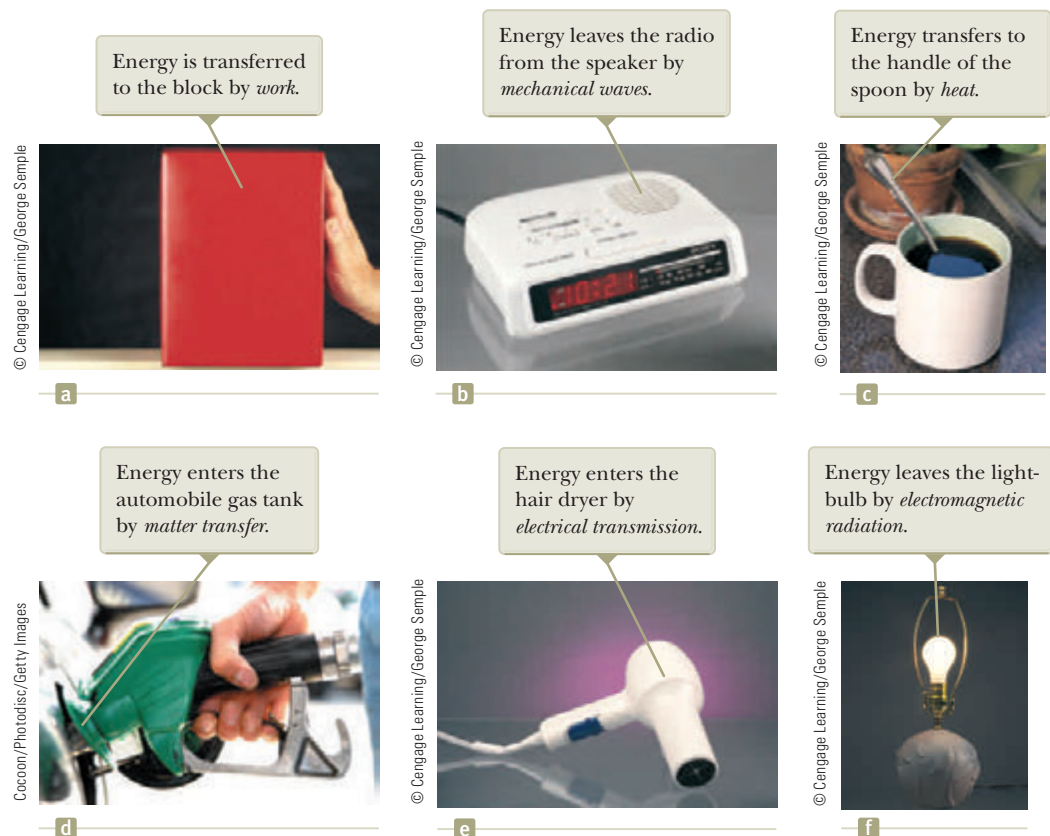 Energy is transferred
to the block by work.
Energy leaves the radio
from the speaker by
mechanical waves.
Energy transfers to
the handle of the
spoon by heat.
© Cengage Learning/George Semple
© Cengage Learning/George Semple
10:21
© Cengage Learning/George Semple
a
b
c
Energy enters the
automobile gas tank
by matter transfer.
Energy enters the
hair dryer by
electrical transmission.
Energy leaves the light-
bulb by electromagnetic
radiation.
Cocoon/Photodisc/Getty Images
© Cengage Learning/George Semple
© Cengage Learning/George Semple
d
e
f